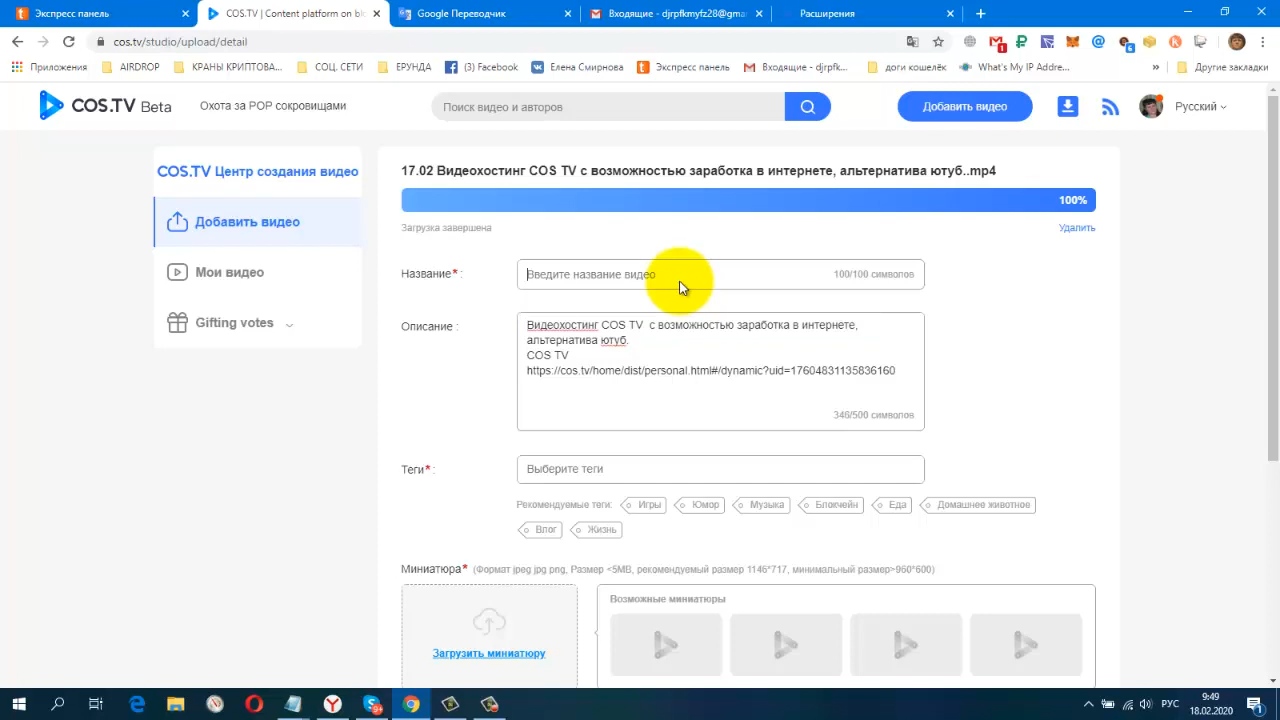 Экспресс панель
COS.TV | Content platform on bl
Google Переводчик
Входящие - djrpfkmyfz28@gma
Расширения
cos.tv/studio/upload/detail
1
6
Приложения
AIRDROP
КРАНЫ КРИПТОВА...
СОЦ. СЕТИ
ЕРУНДА
(3) Facebook
Елена Смирнова
Экспресс панель
Входящие - djrpfk...
доги кошелёк
What's My IP Addre...
»
Другие закладки
COS.TV Beta
Охота за POP сокровищами
Поиск видео и авторов
Добавить видео
Русский
COS.TV Центр создания видео
Добавить видео
Мои видео
Gifting votes
17.02 Видеохостинг COS TV с возможностью заработка в интернете, альтернатива ютуб..mp4
100%
Загрузка завершена
Удалить
Название* :
Введите название видео
100/100 символов
Описание :
Видеохостинг COS TV с возможностью заработка в интернете,
альтернатива ютуб.
COS TV
https://cos.tv/home/dist/personal.html#/dynamic?uid=17604831135836160
346/500 символов
Теги* :
Выберите теги
Рекомендуемые теги:
Игры
Юмор
Музыка
Блокчейн
Еда
Домашнее животное
Влог
Жизнь
Миниатюра* (Формат jpeg jpg png, Размер <5MB, рекомендуемый размер 1146*717, минимальный размер>960*600)
Загрузить миниатюру
Возможные миниатюры
РУС
9:49
18.02.2020